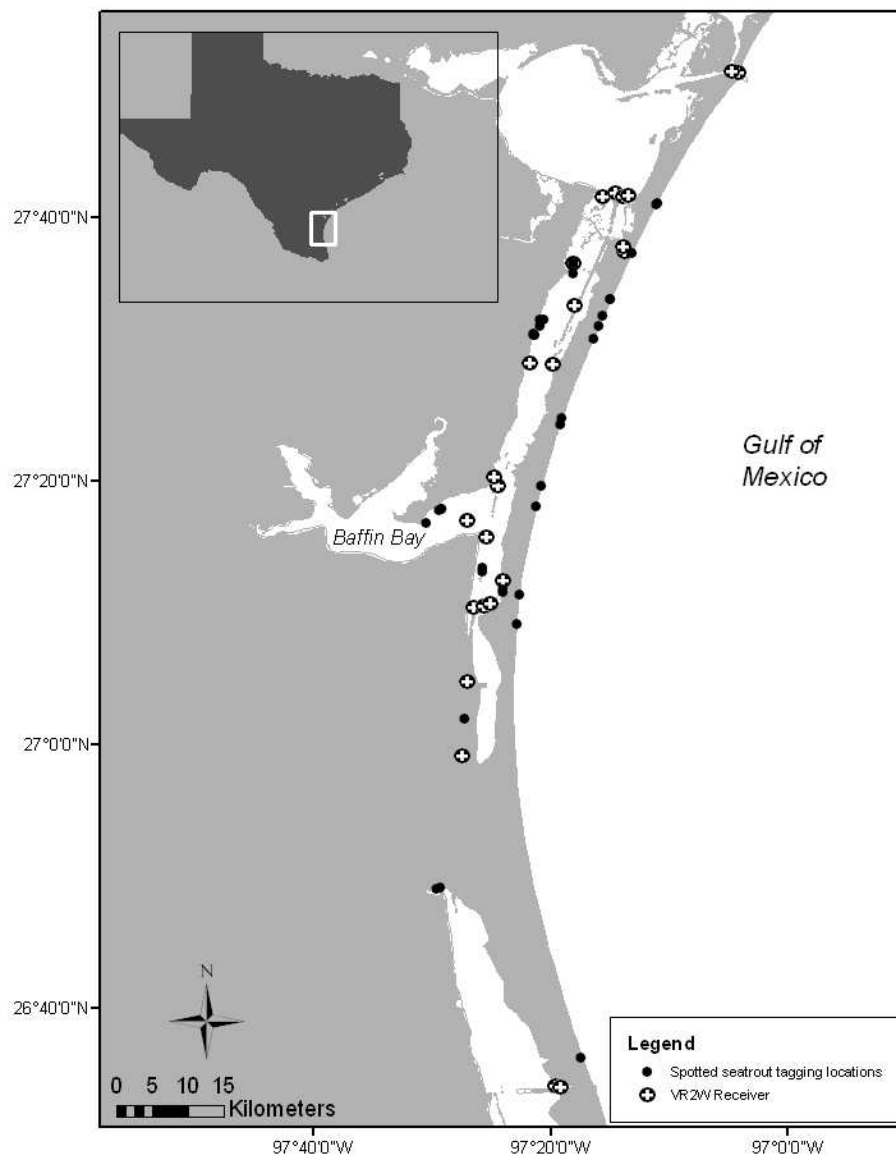 27°40'0"N
Gulf of
Mexico
27°20'0"N
Baffin Bay
27°0'0"N
N
26°40'0"N
0 5 10 15
Kilometers
Legend
Spotted seatrout tagging locations
VR2W Receiver
97°40'0"W 97°20'0"W 97°0'0"W